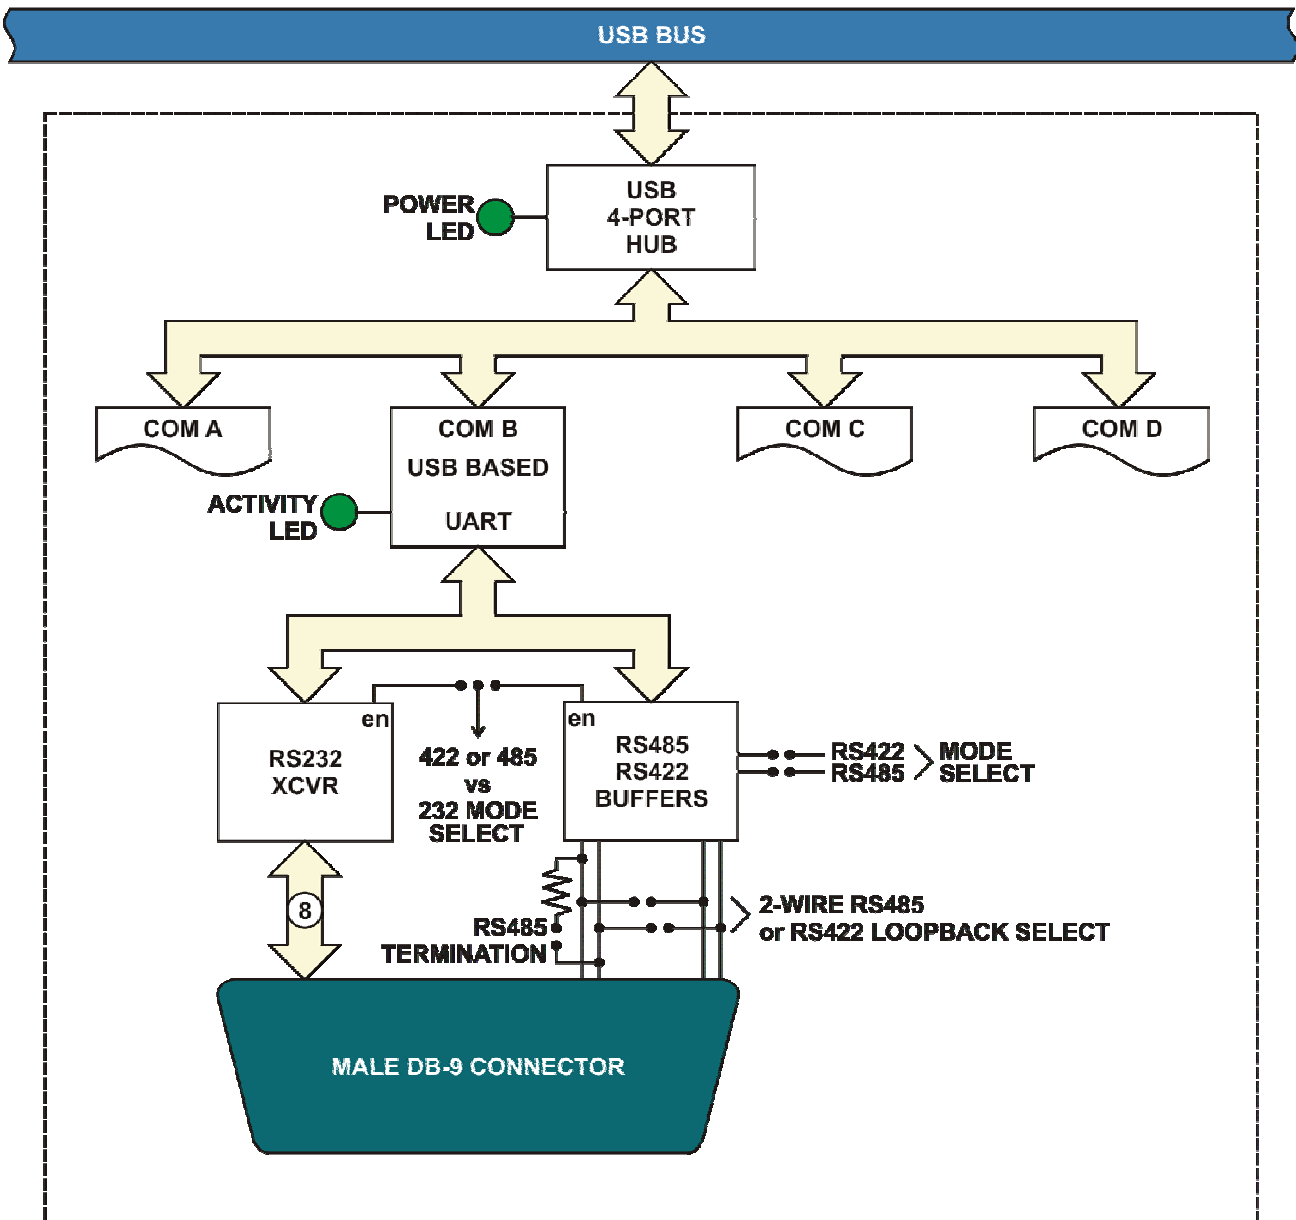 USB BUS
USB
4-PORT
HUB
POWER
LED
COM A
COM B
USB BASED
UART
COM C
COM D
ACTIVITY
LED
en
RS232
XCVR
422 or 485
vs
232 MODE
SELECT
en
RS485
RS422
BUFFERS
RS422
RS485
MODE
SELECT
8
RS485
TERMINATION
2-WIRE RS485
or RS422 LOOPBACK SELECT
MALE DB-9 CONNECTOR